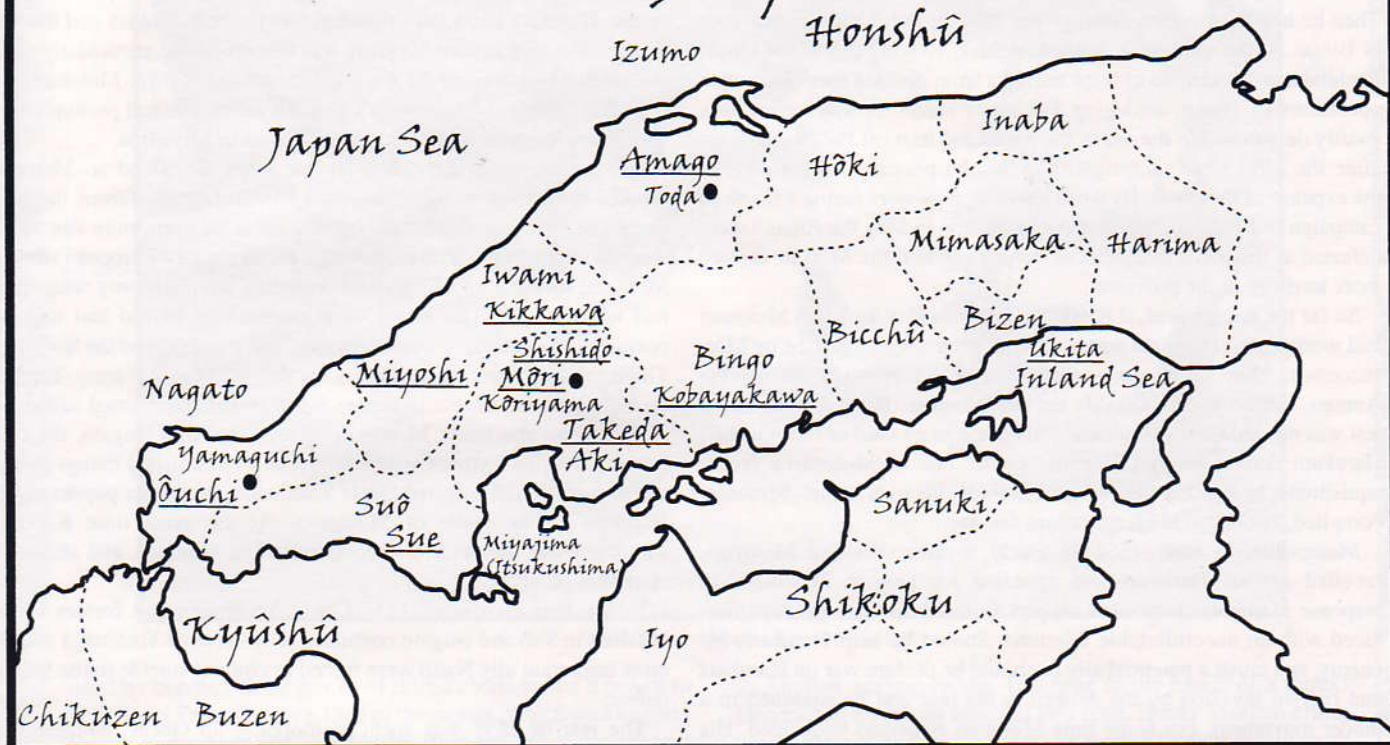 Honshû
Izumo
Japan Sea
Inaba
Amago
Hôki
Toda
Mimasaka
Harima
Iwami
Kikkawa
Bizen
Bicchû
Shishido
Bingo
Ukita
Miyoshi
Môri
Inland Sea
Nagato
Kôriyama
Kobayakawa
Takeda
Yamaguchi
Aki
Ôuchi
Suô
Sanuki
Sue
Miyajima
(Itsukushima)
Shikoku
Kyûshû
Iyo
Chikuzen
Buzen